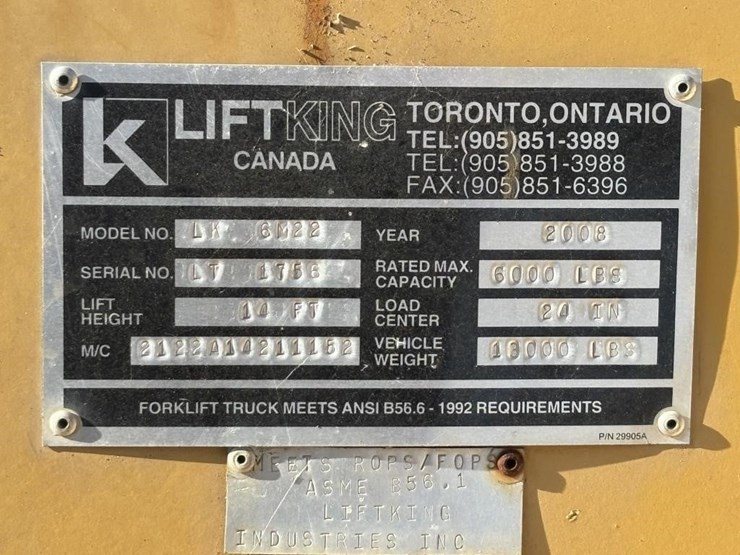 K LIFTKING
CANADA
TORONTO, ONTARIO
TEL:(905)851-3989
TEL:(905)851-3988
FAX:(905)851-6396
MODEL NO. LK 6M22
YEAR 2008
SERIAL NO. LT
RATED MAX. CAPACITY 6000 LBS
LIFT HEIGHT 14 FT
LOAD CENTER 24 IN
M/C 2122A14211152
VEHICLE WEIGHT 13000 LBS
FORKLIFT TRUCK MEETS ANSI B56.6 - 1992 REQUIREMENTS
P/N 29905A
MEETS ROPS/FOPS
ASME B56.1
LIFTKING
INDUSTRIES INC